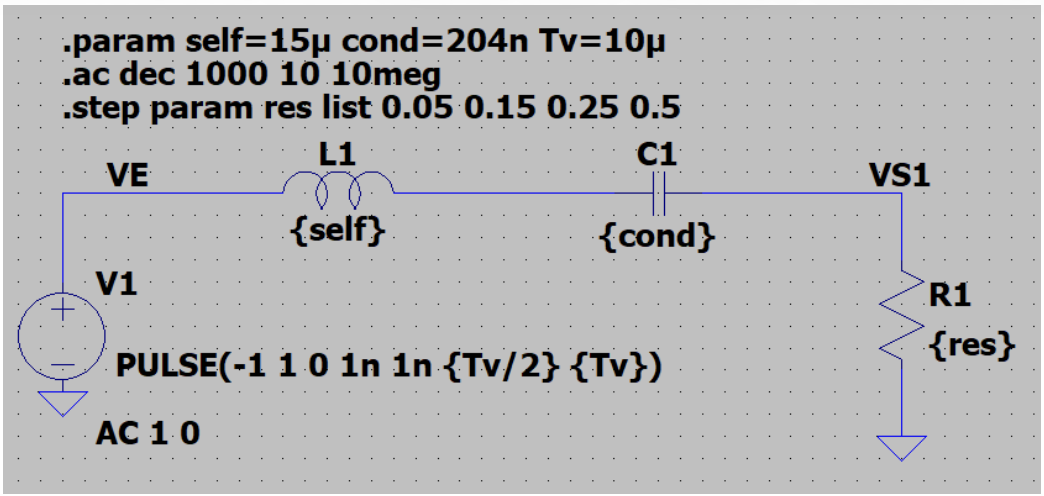 .param self=15µ cond=204n Tv=10µ
.ac dec 1000 10 10meg
.step param res list 0.05 0.15 0.25 0.5
L1
C1
VE
VS1
{self}
{cond}
V1
R1
{res}
PULSE(-1 1 0 1n 1n {Tv/2} {Tv})
AC 1 0